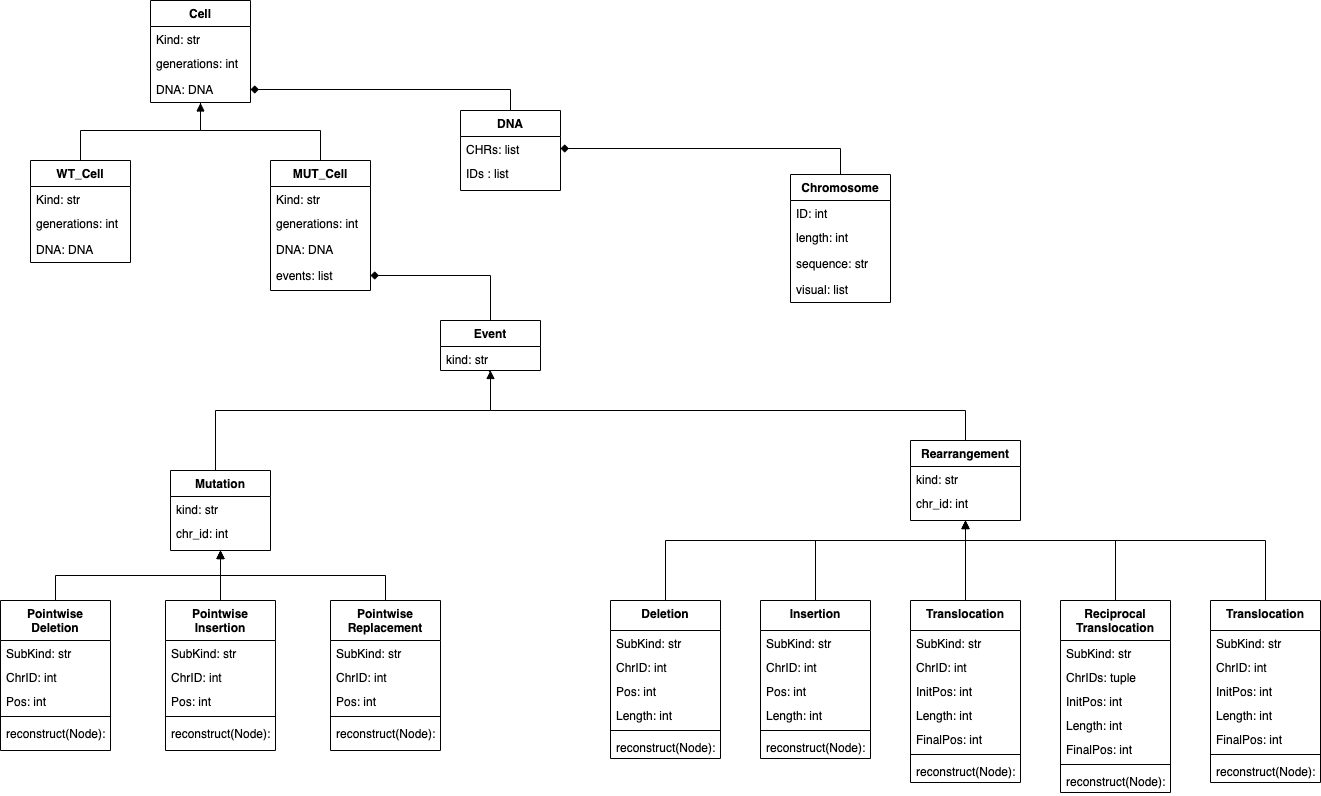 Cell
Kind: str
generations: int
DNA: DNA
DNA
CHRs: list
IDs : list
WT_Cell
Kind: str
generations: int
DNA: DNA
MUT_Cell
Kind: str
generations: int
DNA: DNA
events: list
Chromosome
ID: int
length: int
sequence: str
visual: list
Event
kind: str
Mutation
kind: str
chr_id: int
Rearrangement
kind: str
chr_id: int
Pointwise
Deletion
SubKind: str
ChrID: int
Pos: int
reconstruct(Node):
Pointwise
Insertion
SubKind: str
ChrID: int
Pos: int
reconstruct(Node):
Pointwise
Replacement
SubKind: str
ChrID: int
Pos: int
reconstruct(Node):
Deletion
SubKind: str
ChrID: int
Pos: int
Length: int
reconstruct(Node):
Insertion
SubKind: str
ChrID: int
Pos: int
Length: int
reconstruct(Node):
Translocation
SubKind: str
ChrID: int
InitPos: int
Length: int
FinalPos: int
reconstruct(Node):
Reciprocal
Translocation
SubKind: str
ChrIDs: tuple
InitPos: int
Length: int
FinalPos: int
reconstruct(Node):
Translocation
SubKind: str
ChrID: int
InitPos: int
Length: int
FinalPos: int
reconstruct(Node):